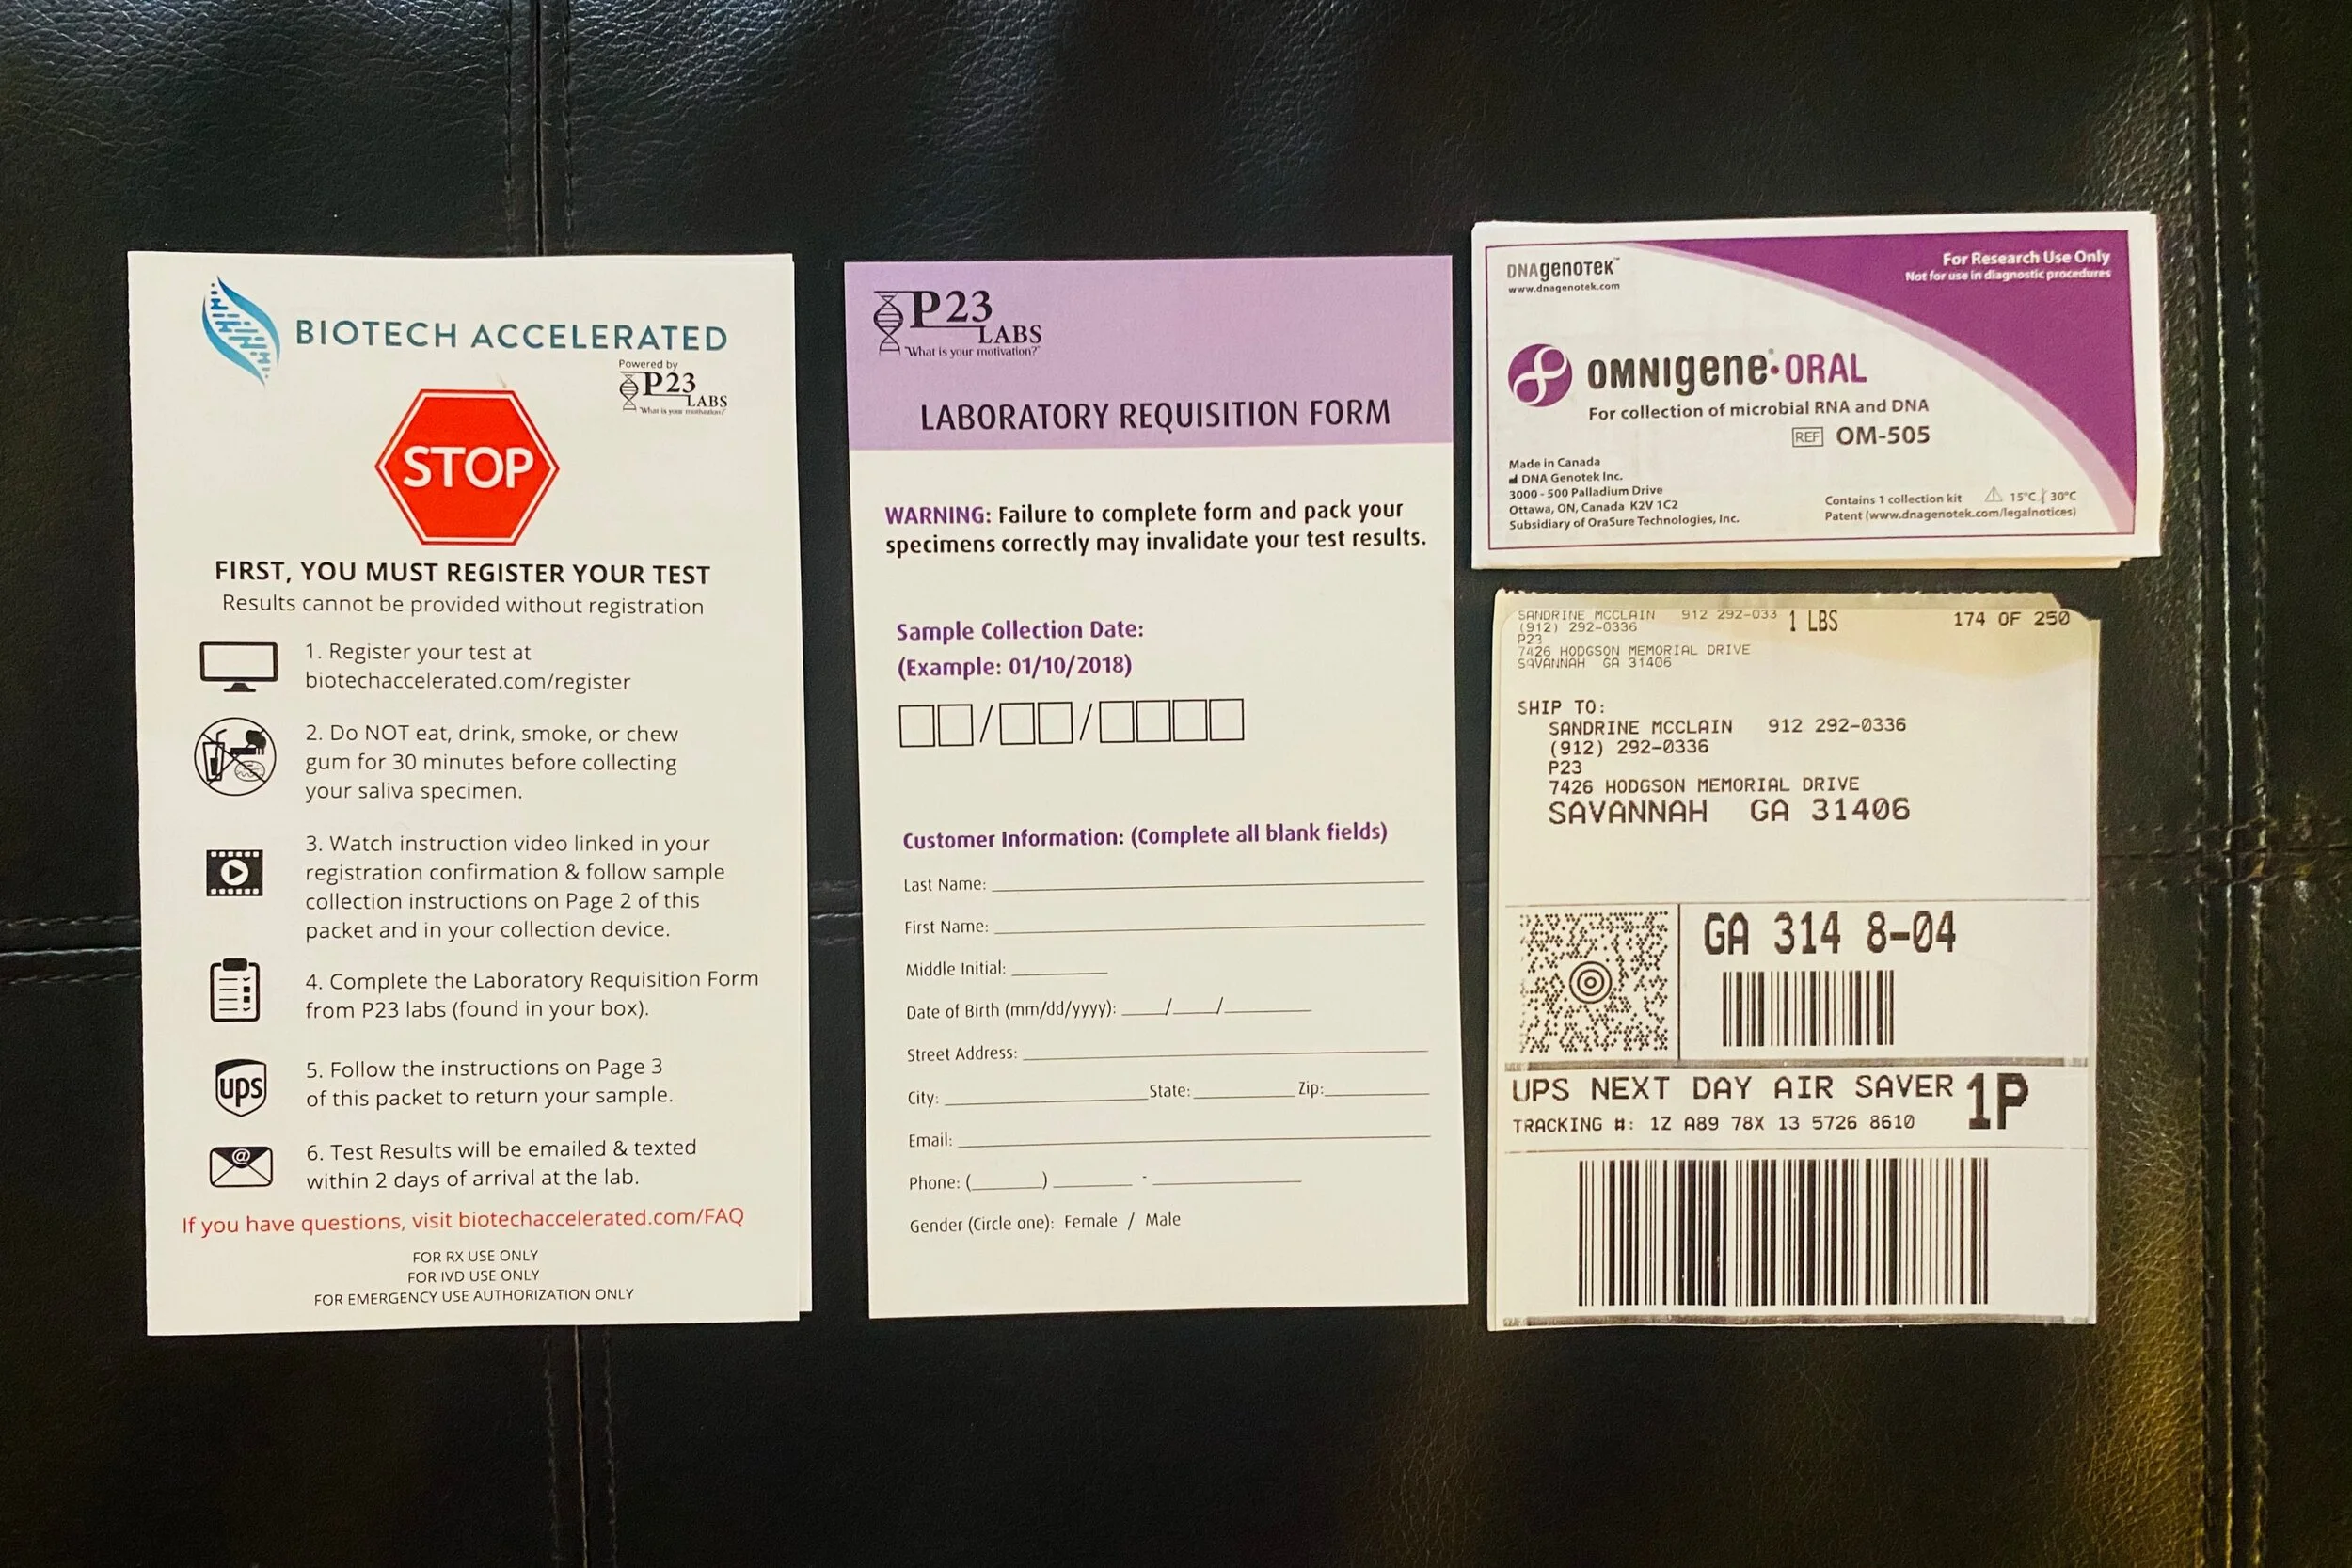 BIOTECH ACCELERATED
Powered by
P23
LABS
"What is your motivation?"
STOP
FIRST, YOU MUST REGISTER YOUR TEST
Results cannot be provided without registration
1. Register your test at
biotechaccelerated.com/register
2. Do NOT eat, drink, smoke, or chew
gum for 30 minutes before collecting
your saliva specimen.
3. Watch instruction video linked in your
registration confirmation & follow sample
collection instructions on Page 2 of this
packet and in your collection device.
4. Complete the Laboratory Requisition Form
from P23 labs (found in your box).
ups
5. Follow the instructions on Page 3
of this packet to return your sample.
@
6. Test Results will be emailed & texted
within 2 days of arrival at the lab.
If you have questions, visit biotechaccelerated.com/FAQ
FOR RX USE ONLY
FOR IVD USE ONLY
FOR EMERGENCY USE AUTHORIZATION ONLY
P23
LABS
"What is your motivation?"
LABORATORY REQUISITION FORM
WARNING: Failure to complete form and pack your
specimens correctly may invalidate your test results.
Sample Collection Date:
(Example: 01/10/2018)
/ /
Customer Information: (Complete all blank fields)
Last Name:
First Name:
Middle Initial:
Date of Birth (mm/dd/yyyy): ____/____/________
Street Address:
City: State: Zip:
Email:
Phone: ( ) -
Gender (Circle one): Female / Male
DNAgenoTek™
www.dnagenotek.com
For Research Use Only
Not for use in diagnostic procedures
OMNIgene®•ORAL
For collection of microbial RNA and DNA
REF OM-505
Made in Canada
DNA Genotek Inc.
3000 - 500 Palladium Drive
Ottawa, ON, Canada K2V 1C2
Subsidiary of OraSure Technologies, Inc.
Contains 1 collection kit 15°C 30°C
Patent (www.dnagenotek.com/legalnotices)
SANDRINE MCCLAIN 912 292-033 1 LBS 174 OF 250
(912) 292-0336
P23
7426 HODGSON MEMORIAL DRIVE
SAVANNAH GA 31406
SHIP TO:
SANDRINE MCCLAIN 912 292-0336
(912) 292-0336
P23
7426 HODGSON MEMORIAL DRIVE
SAVANNAH GA 31406
GA 314 8-04
UPS NEXT DAY AIR SAVER 1P
TRACKING #: 1Z A89 78X 13 5726 8610